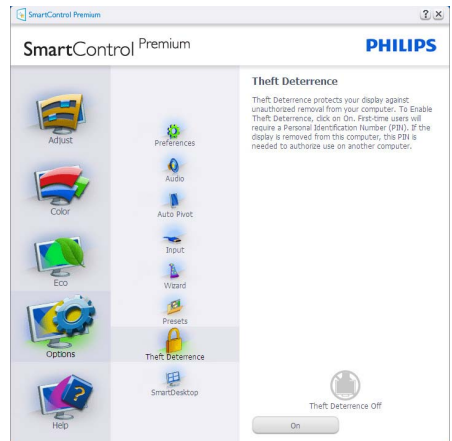 SmartControl Premium
SmartControl Premium
PHILIPS
Adjust
Color
Eco
Options
Help
Preferences
Audio
Auto Pivot
Input
Wizard
Presets
Theft Deterrence
SmartDesktop
Theft Deterrence
Theft Deterrence protects your display against
unauthorized removal from your computer. To Enable
Theft Deterrence, click on On. First-time users will
require a Personal Identification Number (PIN). If the
display is removed from this computer, this PIN is
needed to authorize use on another computer.
Theft Deterrence Off
On